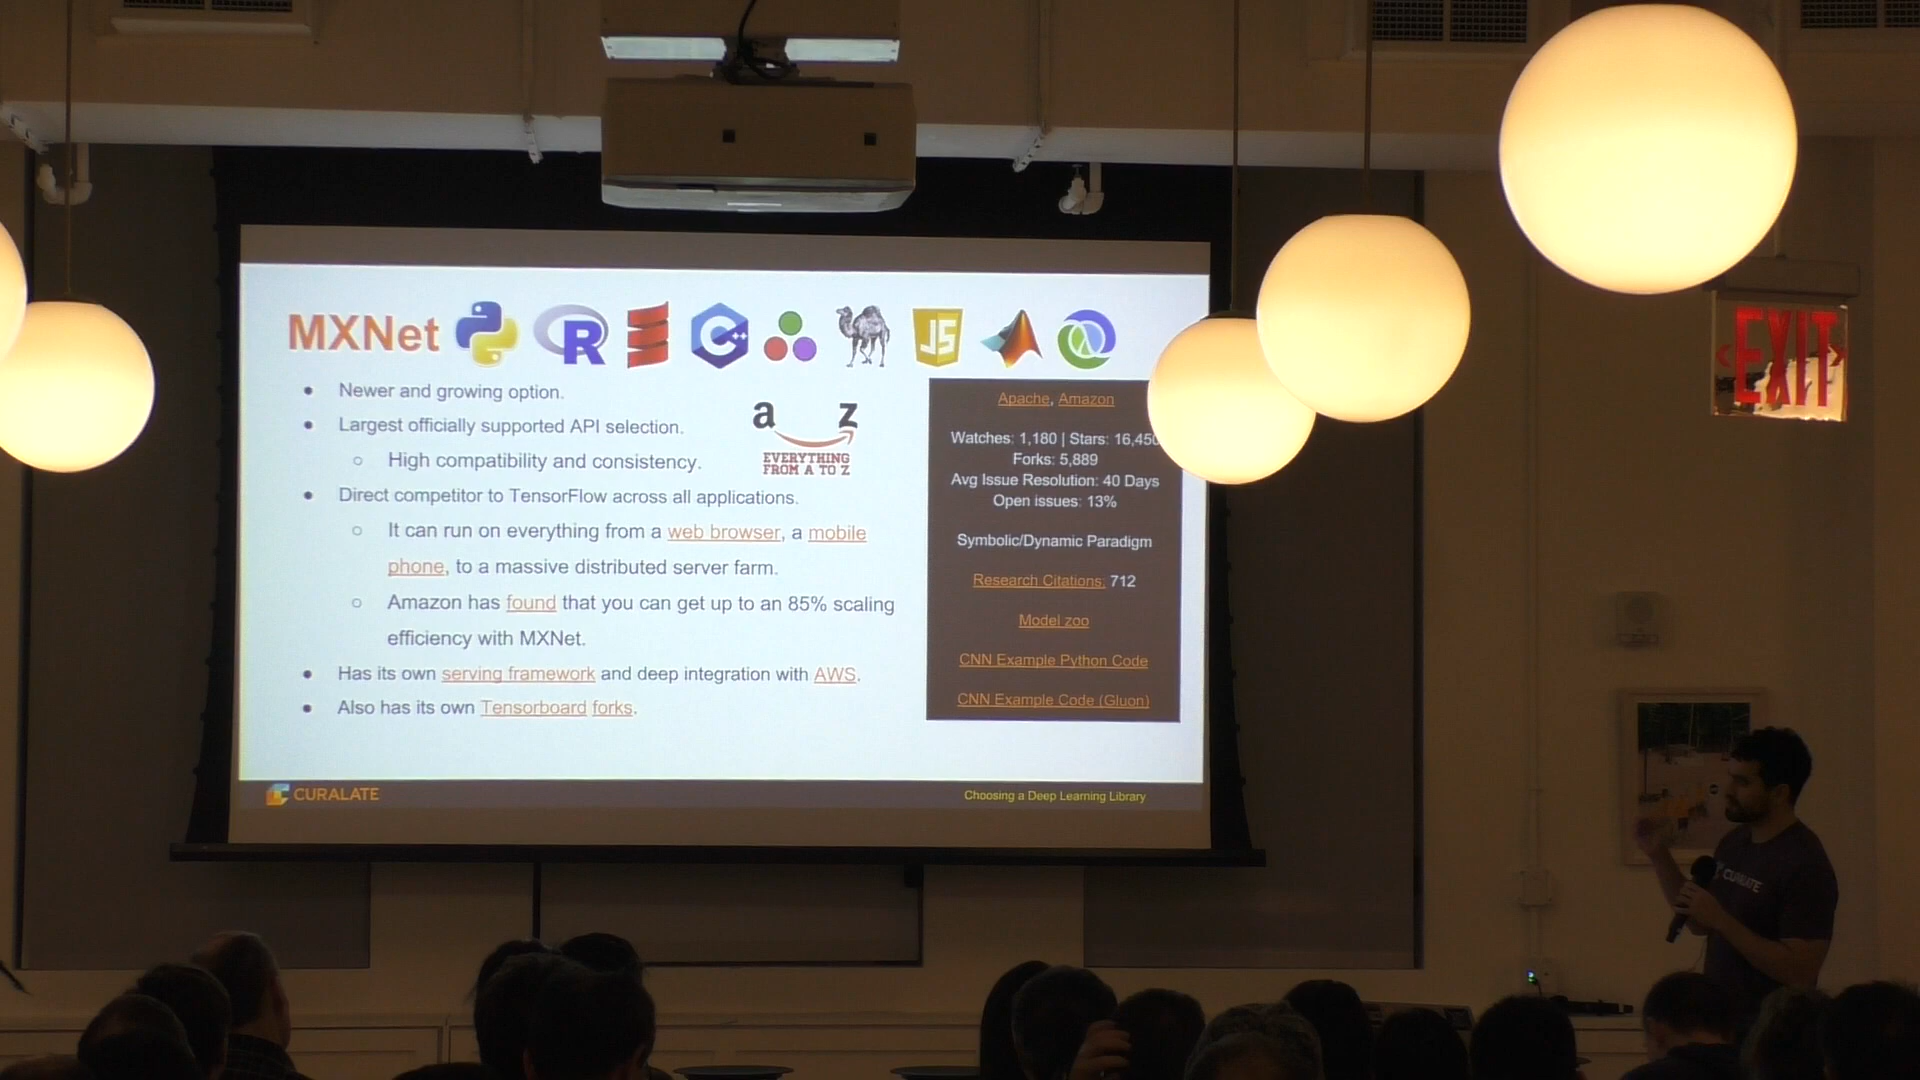 MXNet
C++
JS
Newer and growing option.
Largest officially supported API selection.
High compatibility and consistency.
a z
EVERYTHING
FROM A TO Z
Direct competitor to TensorFlow across all applications.
It can run on everything from a web browser, a mobile
phone, to a massive distributed server farm.
Amazon has found that you can get up to an 85% scaling
efficiency with MXNet.
Has its own serving framework and deep integration with AWS.
Also has its own Tensorboard forks.
Apache, Amazon
Watches: 1,180 | Stars: 16,450
Forks: 5,889
Avg Issue Resolution: 40 Days
Open issues: 13%
Symbolic/Dynamic Paradigm
Research Citations: 712
Model zoo
CNN Example Python Code
CNN Example Code (Gluon)
CURALATE
Choosing a Deep Learning Library
EXIT
CURALATE